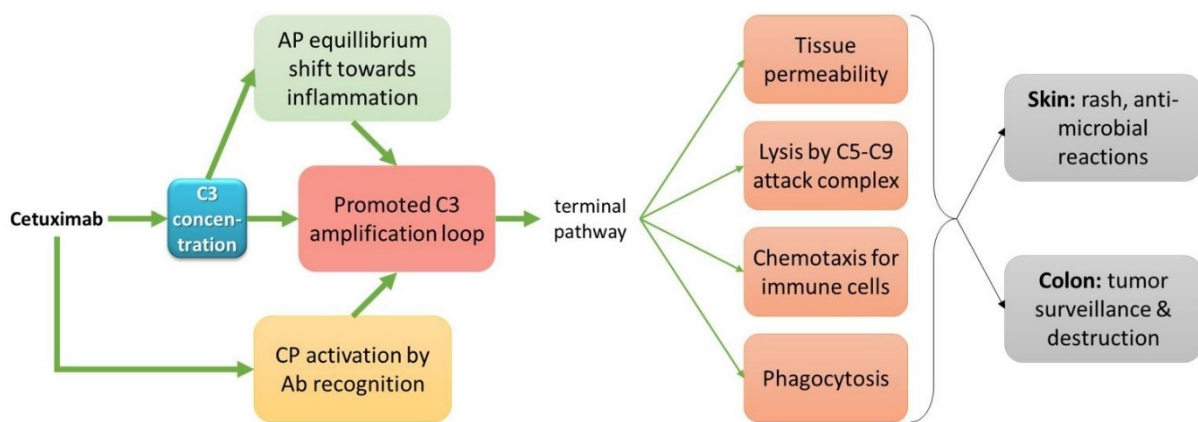 AP equillibrium
shift towards
inflammation
Cetuximab
C3
concen-
tration
Promoted C3
amplification loop
CP activation by
Ab recognition
terminal
pathway
Tissue
permeability
Lysis by C5-C9
attack complex
Chemotaxis for
immune cells
Phagocytosis
Skin: rash, anti-
microbial
reactions
Colon: tumor
surveillance &
destruction